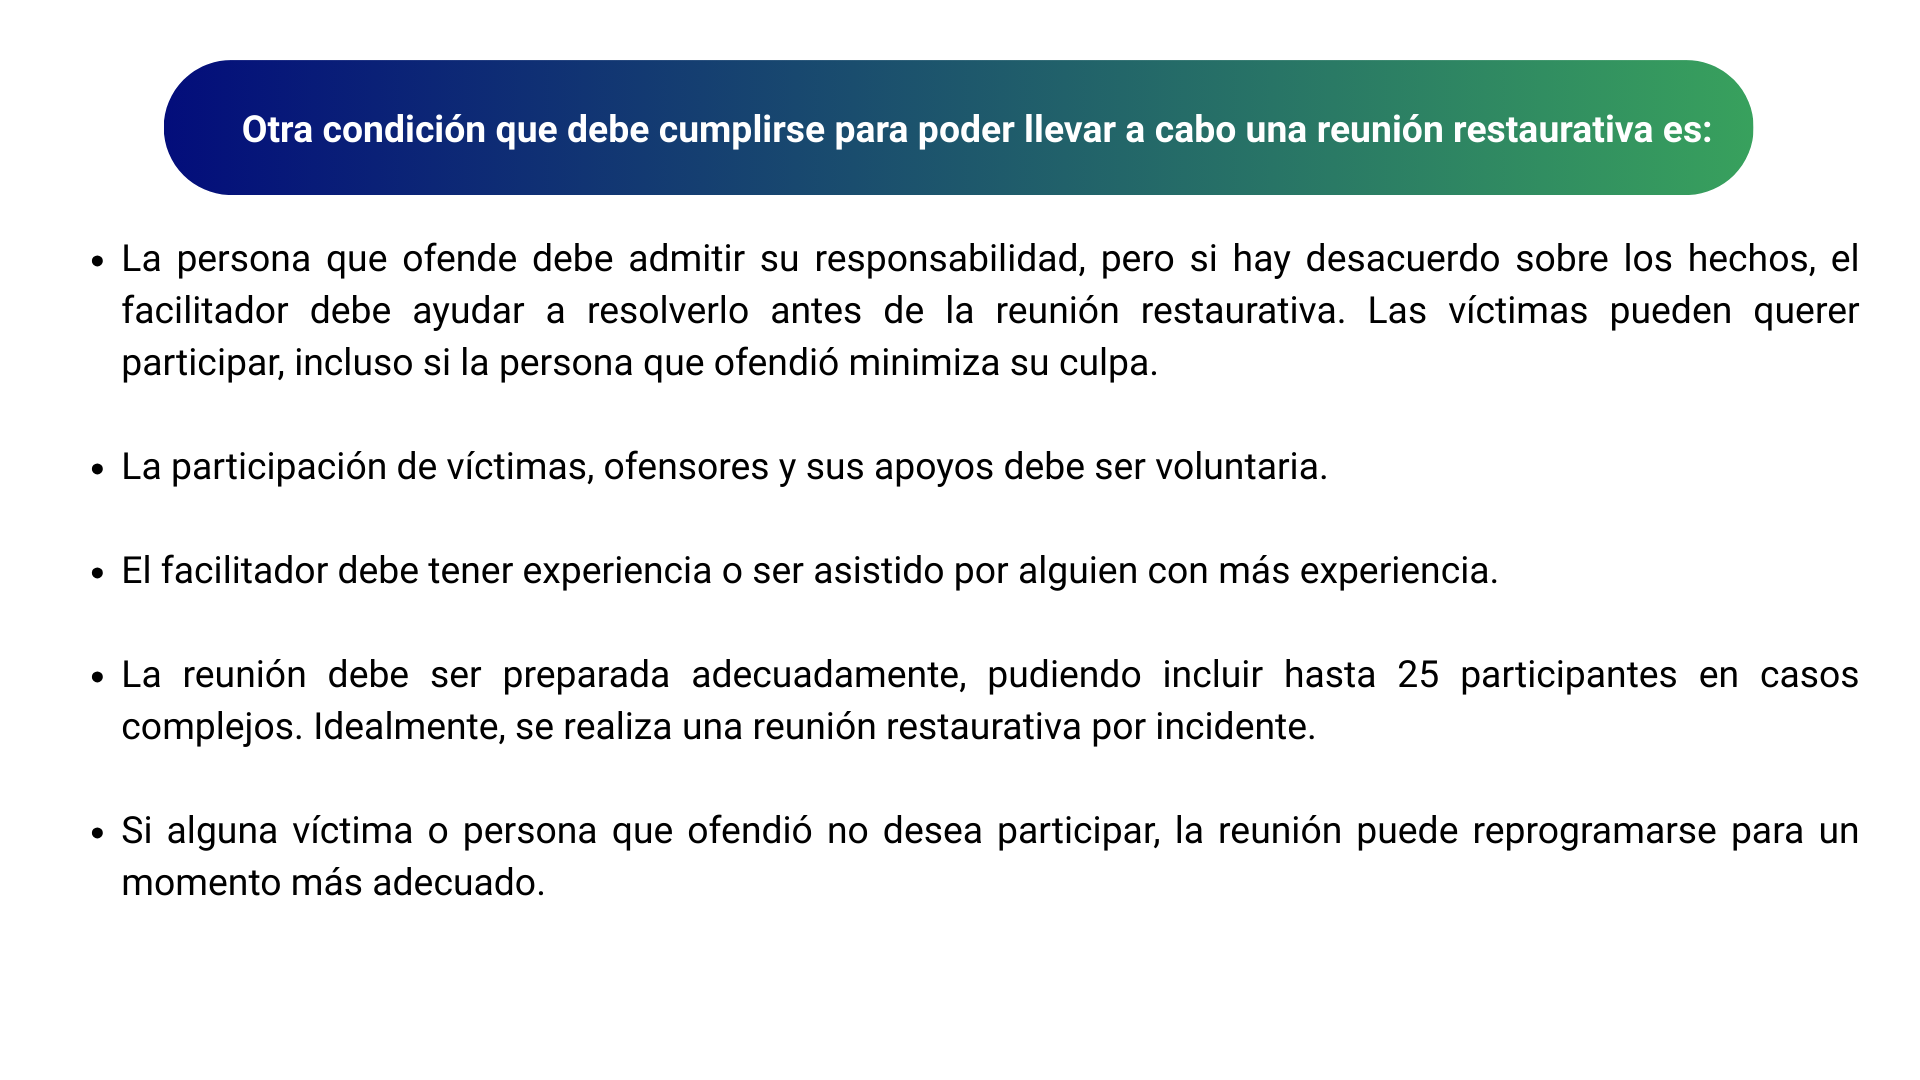 Otra condición que debe cumplirse para poder llevar a cabo una reunión restaurativa es:
• La persona que ofende debe admitir su responsabilidad, pero si hay desacuerdo sobre los hechos, el
facilitador debe ayudar a resolverlo antes de la reunión restaurativa. Las víctimas pueden querer
participar, incluso si la persona que ofendió minimiza su culpa.
• La participación de víctimas, ofensores y sus apoyos debe ser voluntaria.
• El facilitador debe tener experiencia o ser asistido por alguien con más experiencia.
• La reunión debe ser preparada adecuadamente, pudiendo incluir hasta 25 participantes en casos
complejos. Idealmente, se realiza una reunión restaurativa por incidente.
• Si alguna víctima o persona que ofendió no desea participar, la reunión puede reprogramarse para un
momento más adecuado.